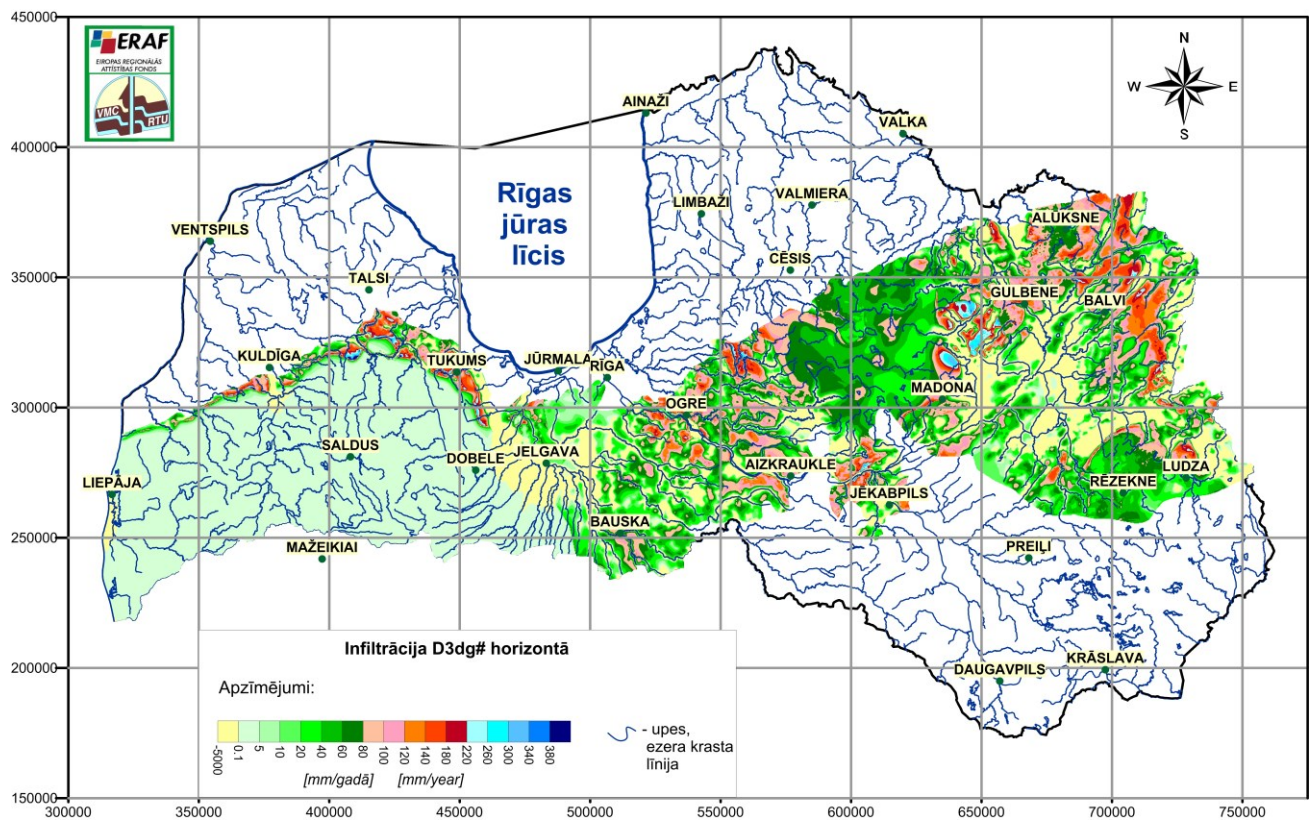 450000
400000
350000
300000
250000
200000
150000
ERAF
EIROPAS REGIONĀLĀS
ATTĪSTĪBAS FONDS
VMC
RTU
N
W
E
S
AINAŽI
VALKA
Rīgas
jūras
līcis
LIMBAŽI
VALMIERA
ALŪKSNE
VENTSPILS
TALSI
CĒSIS
GULBENE
BALVI
KULDĪGA
TUKUMS
JŪRMALA
RĪGA
MADONA
OGRE
SALDUS
DOBELE
JELGAVA
AIZKRAUKLE
LUDZA
LIEPĀJA
JĒKABPILS
RĒZEKNE
BAUSKA
MAŽEIKIAI
PREIĻI
DAUGAVPILS
KRĀSLAVA
Infiltrācija D3dg# horizontā
Apzīmējumi:
-5000
0.1
5
10
20
40
60
80
100
120
140
180
220
260
300
340
380
[mm/gadā]
[mm/year]
- upes,
ezera krasta
līnija
300000
350000
400000
450000
500000
550000
600000
650000
700000
750000